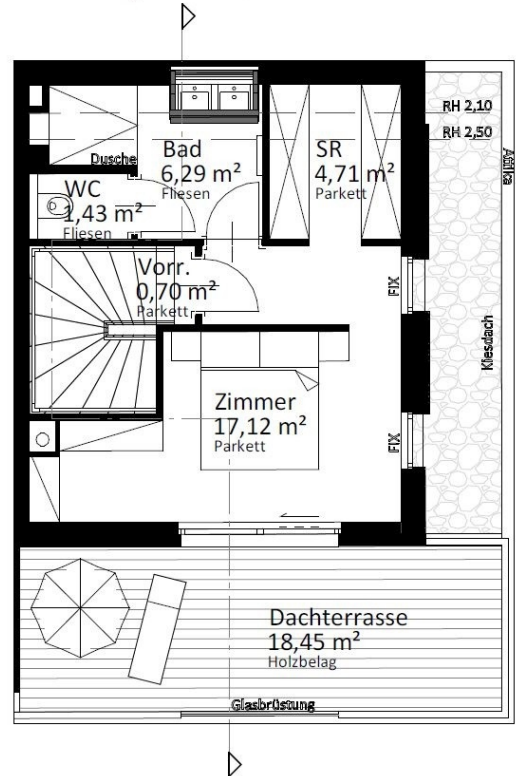 RH 2,10
RH 2,50
Attika
Dusche
Bad
6,29 m²
Fliesen
SR
4,71 m²
Parkett
WC
1,43 m²
Fliesen
Vorr.
0,70 m²
Parkett
FIX
Kiesdach
Zimmer
17,12 m²
Parkett
FIX
Dachterrasse
18,45 m²
Holzbelag
Glasbrüstung